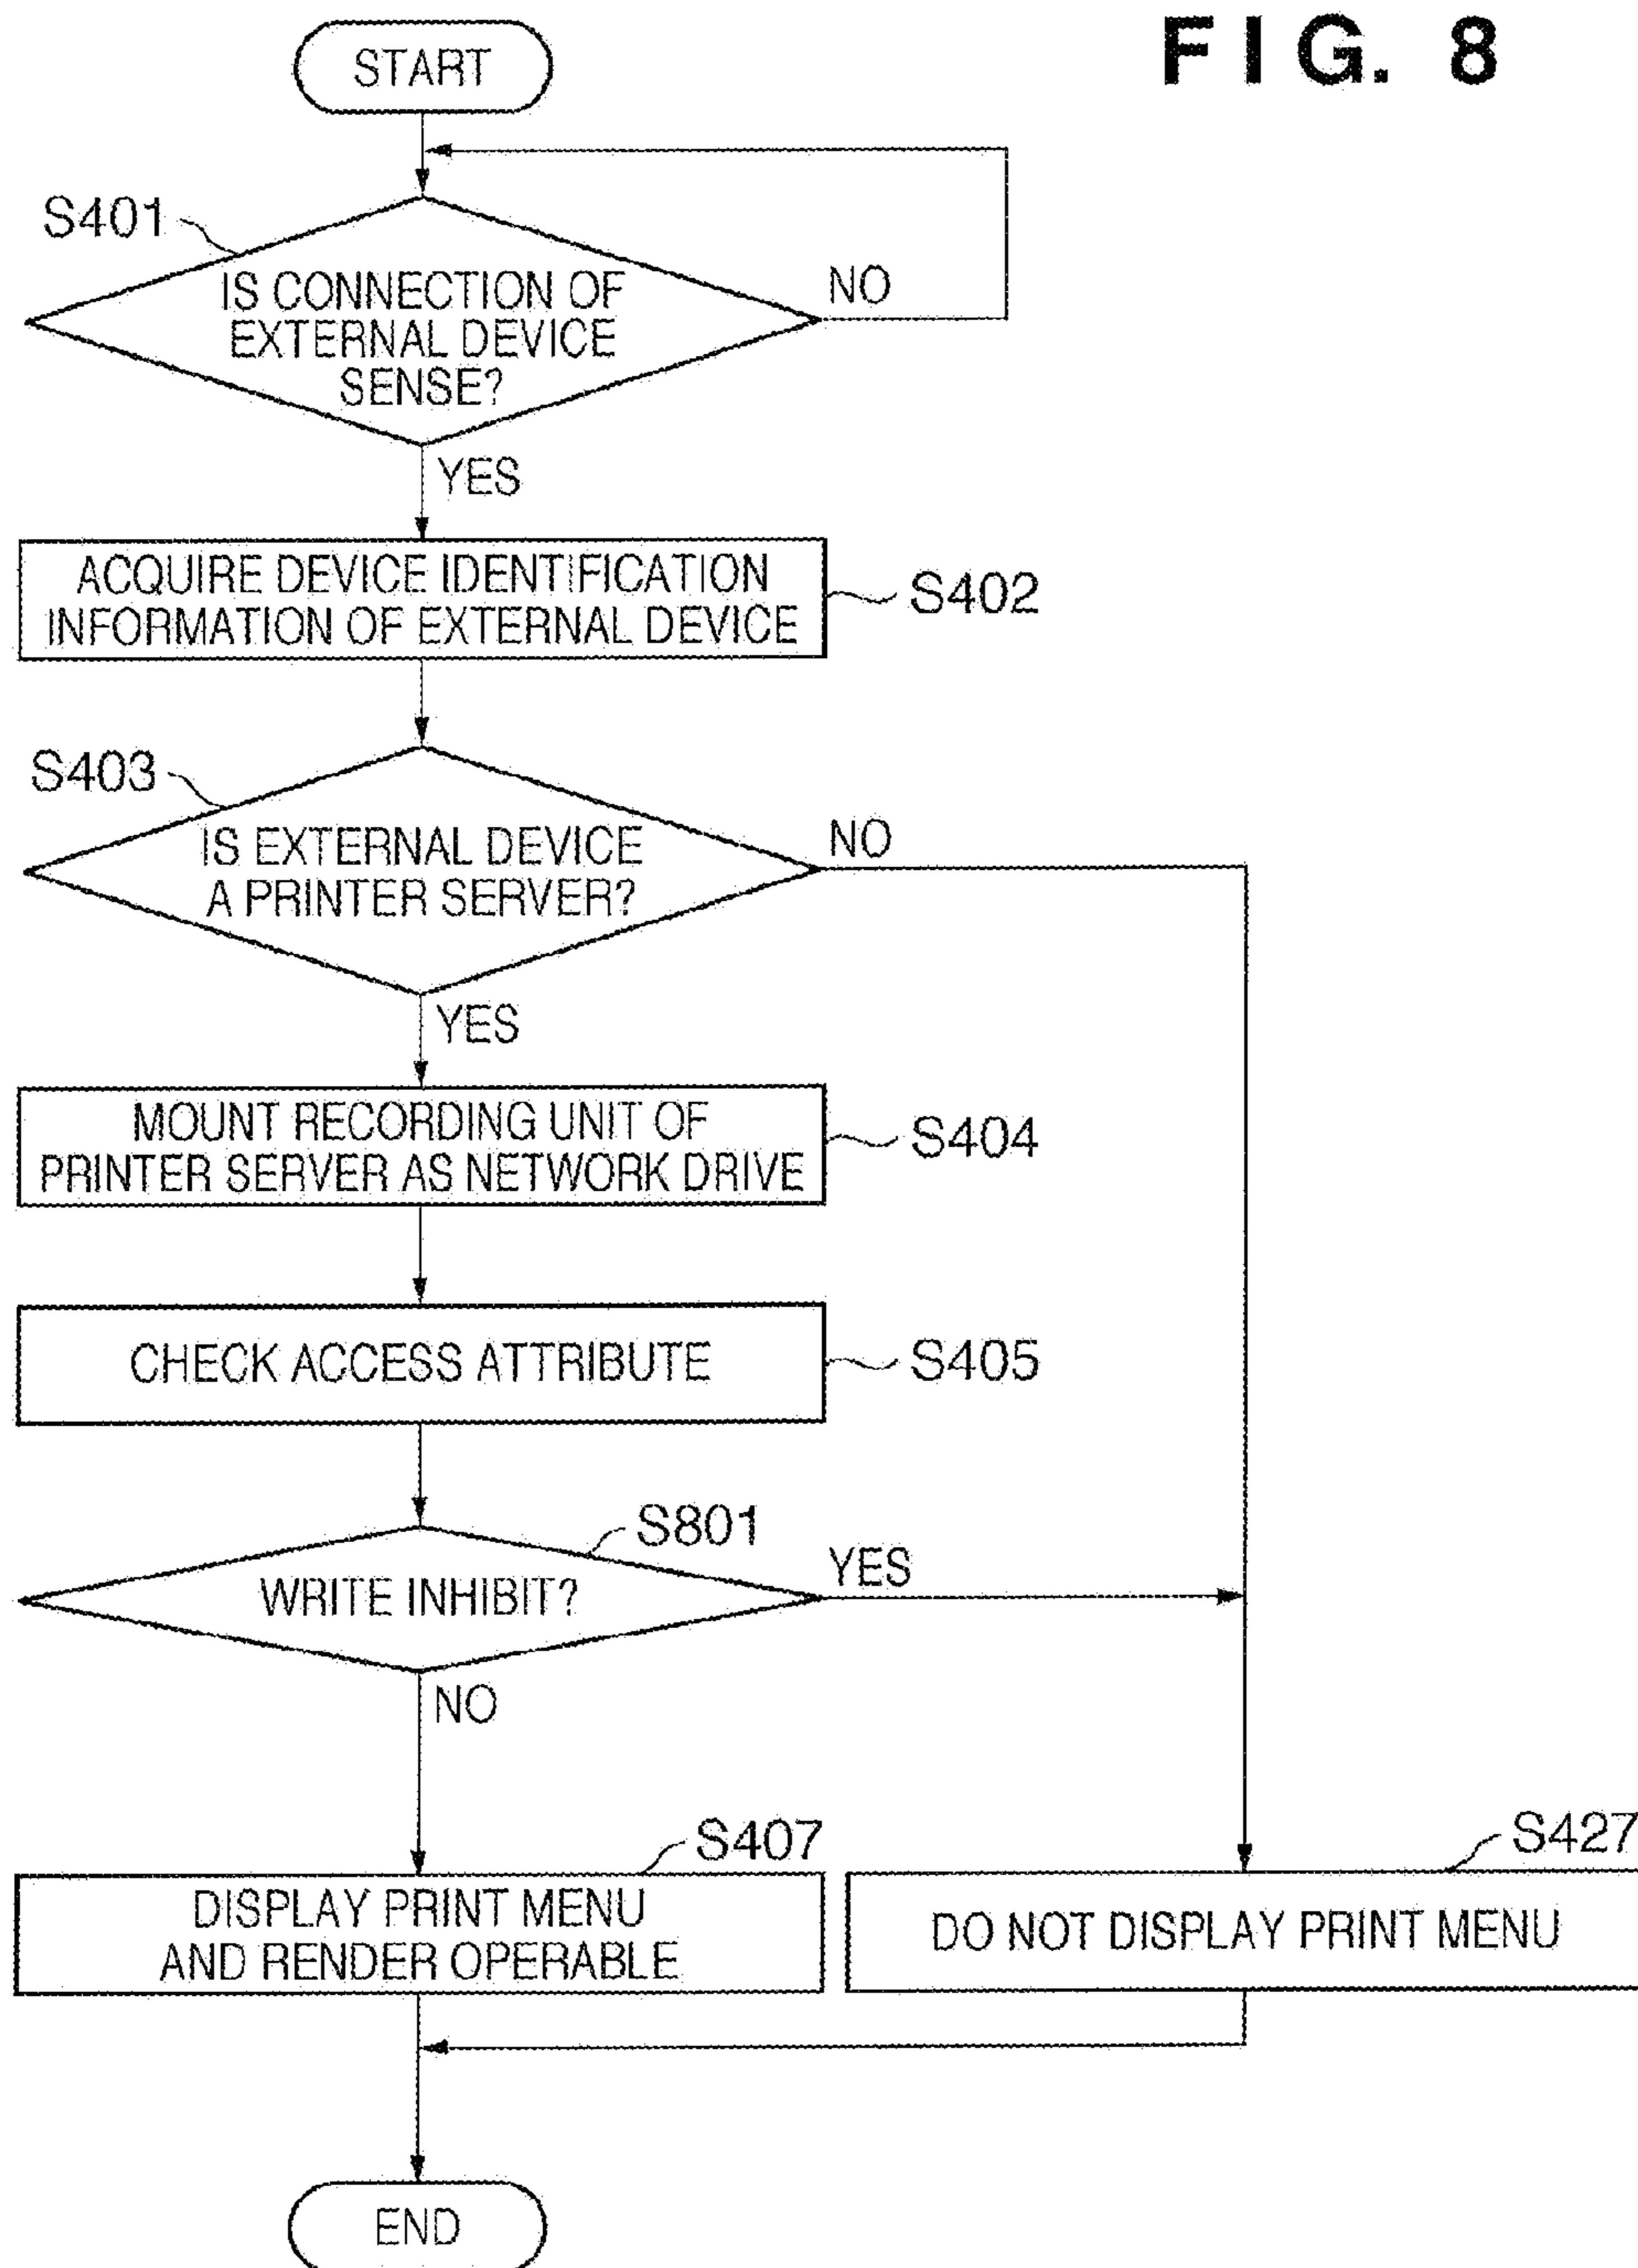 FIG. 8
START
S401
IS CONNECTION OF
EXTERNAL DEVICE
SENSE?
NO
YES
ACQUIRE DEVICE IDENTIFICATION
INFORMATION OF EXTERNAL DEVICE
S402
S403
IS EXTERNAL DEVICE
A PRINTER SERVER?
NO
YES
MOUNT RECORDING UNIT OF
PRINTER SERVER AS NETWORK DRIVE
S404
CHECK ACCESS ATTRIBUTE
S405
S801
WRITE INHIBIT?
YES
NO
S407
DISPLAY PRINT MENU
AND RENDER OPERABLE
S427
DO NOT DISPLAY PRINT MENU
END